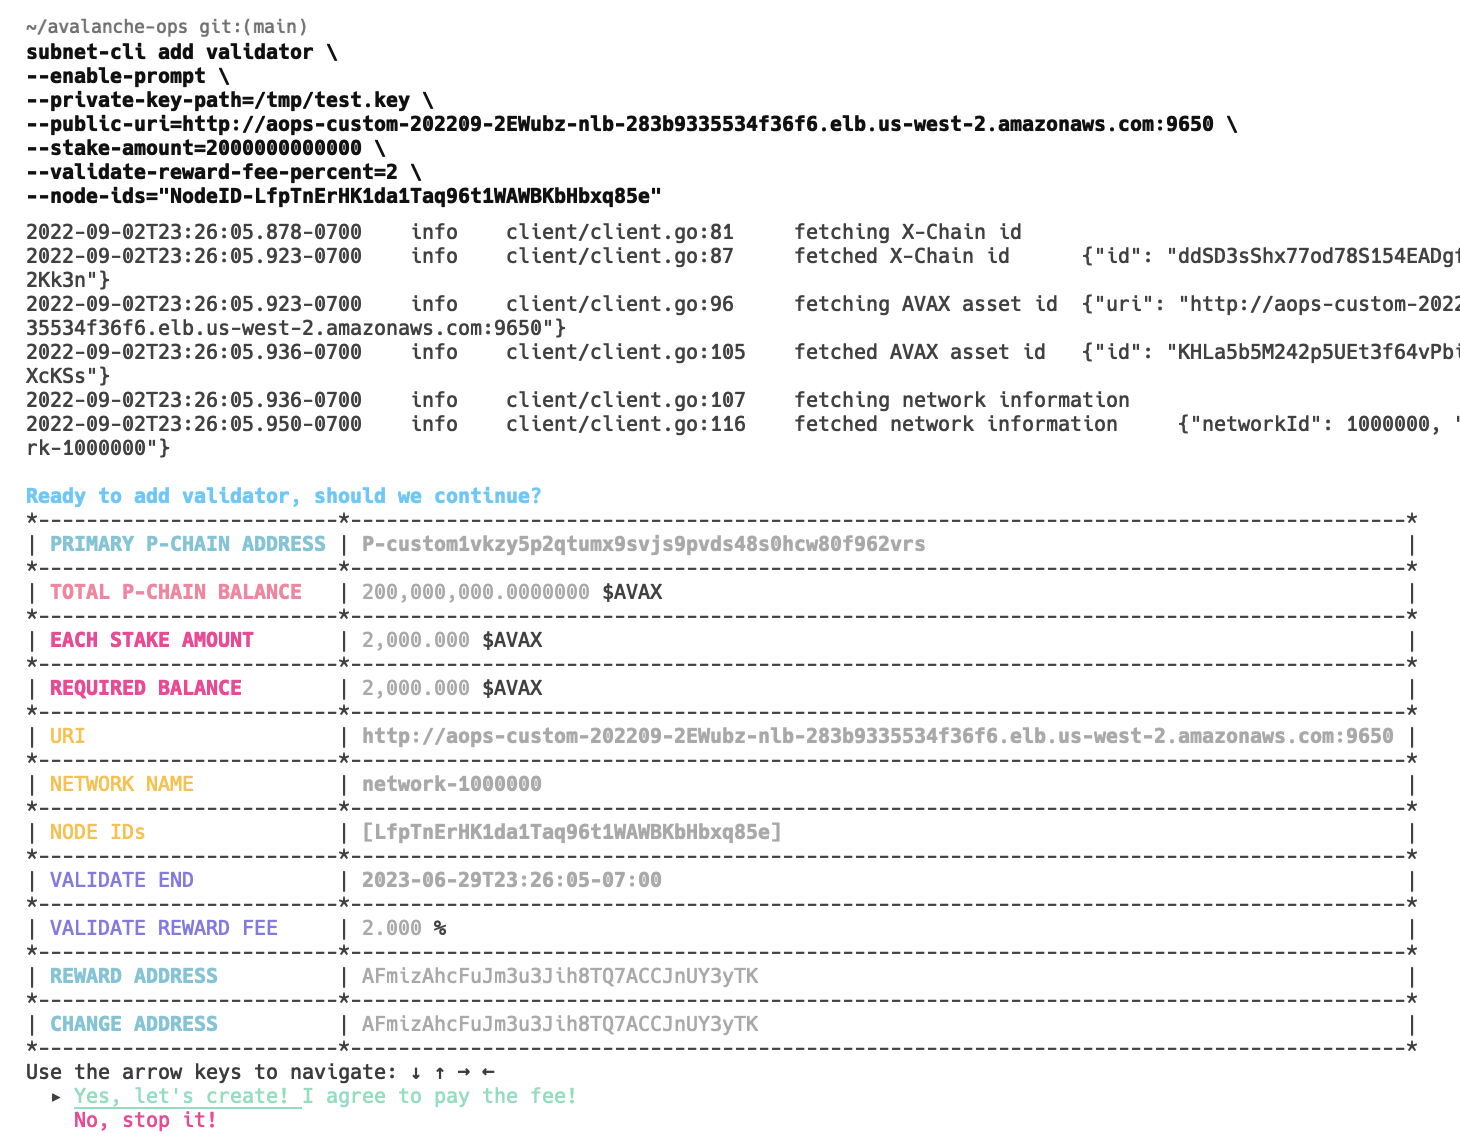 ~/avalanche-ops git:(main)
subnet-cli add validator \
--enable-prompt \
--private-key-path=/tmp/test.key \
--public-uri=http://aops-custom-202209-2EWubz-nlb-283b9335534f36f6.elb.us-west-2.amazonaws.com:9650 \
--stake-amount=2000000000000 \
--validate-reward-fee-percent=2 \
--node-ids="NodeID-LfpTnErHK1da1Taq96t1WAWBKbHbxq85e"
2022-09-02T23:26:05.878-0700    info    client/client.go:81     fetching X-Chain id
2022-09-02T23:26:05.923-0700    info    client/client.go:87     fetched X-Chain id      {"id": "ddSD3sShx77od78S154EADgf
2Kk3n"}
2022-09-02T23:26:05.923-0700    info    client/client.go:96     fetching AVAX asset id  {"uri": "http://aops-custom-2022
35534f36f6.elb.us-west-2.amazonaws.com:9650"}
2022-09-02T23:26:05.936-0700    info    client/client.go:105    fetched AVAX asset id   {"id": "KHLa5b5M242p5UEt3f64vPbi
XcKSs"}
2022-09-02T23:26:05.936-0700    info    client/client.go:107    fetching network information
2022-09-02T23:26:05.950-0700    info    client/client.go:116    fetched network information     {"networkId": 1000000, "
rk-1000000"}
Ready to add validator, should we continue?
*-------------------------*----------------------------------------------------------------------------------------*
| PRIMARY P-CHAIN ADDRESS | P-custom1vkzy5p2qtumx9svjs9pvds48s0hcw80f962vrs                                        |
*-------------------------*----------------------------------------------------------------------------------------*
| TOTAL P-CHAIN BALANCE   | 200,000,000.0000000 $AVAX                                                              |
*-------------------------*----------------------------------------------------------------------------------------*
| EACH STAKE AMOUNT       | 2,000.000 $AVAX                                                                        |
*-------------------------*----------------------------------------------------------------------------------------*
| REQUIRED BALANCE        | 2,000.000 $AVAX                                                                        |
*-------------------------*----------------------------------------------------------------------------------------*
| URI                     | http://aops-custom-202209-2EWubz-nlb-283b9335534f36f6.elb.us-west-2.amazonaws.com:9650 |
*-------------------------*----------------------------------------------------------------------------------------*
| NETWORK NAME            | network-1000000                                                                        |
*-------------------------*----------------------------------------------------------------------------------------*
| NODE IDs                | [LfpTnErHK1da1Taq96t1WAWBKbHbxq85e]                                                    |
*-------------------------*----------------------------------------------------------------------------------------*
| VALIDATE END            | 2023-06-29T23:26:05-07:00                                                              |
*-------------------------*----------------------------------------------------------------------------------------*
| VALIDATE REWARD FEE     | 2.000 %                                                                                |
*-------------------------*----------------------------------------------------------------------------------------*
| REWARD ADDRESS          | AFmizAhcFuJm3u3Jih8TQ7ACCJnUY3yTK                                                      |
*-------------------------*----------------------------------------------------------------------------------------*
| CHANGE ADDRESS          | AFmizAhcFuJm3u3Jih8TQ7ACCJnUY3yTK                                                      |
*-------------------------*----------------------------------------------------------------------------------------*
Use the arrow keys to navigate: ↓ ↑ → ←
▸ Yes, let's create! I agree to pay the fee!
No, stop it!